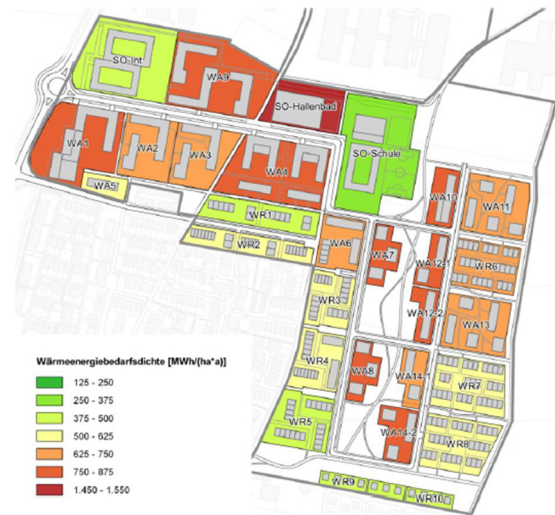 SO-Int
WA9
SO-Hallenbad
SO-Schule
WA1
WA2
WA3
WA4
WA5
WR1
WR2
WA6
WA7
WA10
WA11
WA12-1
WR6
WR3
WA12-2
WA13
WR4
WA8
WA14-1
WR7
WR5
WA14-2
WR8
WR9
WR10
Wärmeenergiebedarfsdichte [MWh/(ha*a)]
125 - 250
250 - 375
375 - 500
500 - 625
625 - 750
750 - 875
1.450 - 1.550